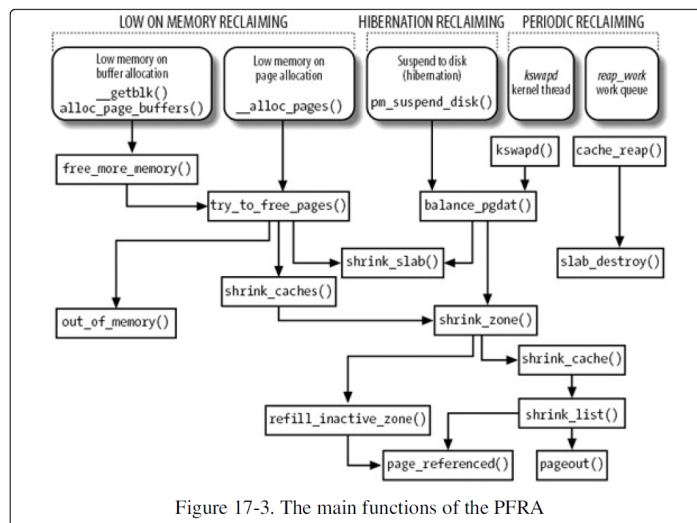 LOW ON MEMORY RECLAIMING
HIBERNATION RECLAIMING
PERIODIC RECLAIMING
Low memory on
buffer allocation
__getblk()
alloc_page_buffers()
Low memory on
page allocation
__alloc_pages()
Suspend to disk
(hibernation)
pm_suspend_disk()
kswapd
kernel thread
reap_work
work queue
free_more_memory()
kswapd()
cache_reap()
try_to_free_pages()
balance_pgdat()
shrink_slab()
slab_destroy()
shrink_caches()
out_of_memory()
shrink_zone()
shrink_cache()
refill_inactive_zone()
shrink_list()
page_referenced()
pageout()
Figure 17-3. The main functions of the PFRA